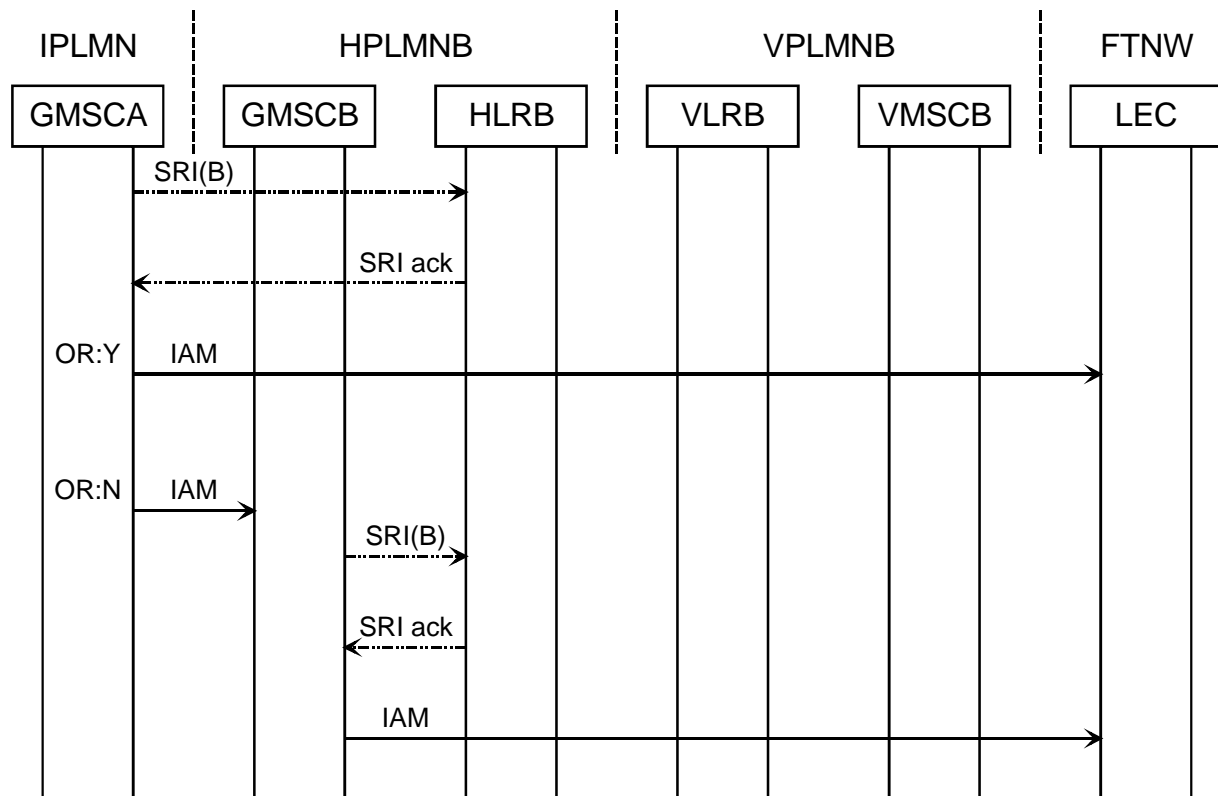 IPLMN HPLMNB VPLMNB FTNW
GMSCA GMSCB HLRB VLRB VMSCB LEC
SRI(B)
SRI ack
OR:Y IAM
OR:N IAM
SRI(B)
SRI ack
IAM